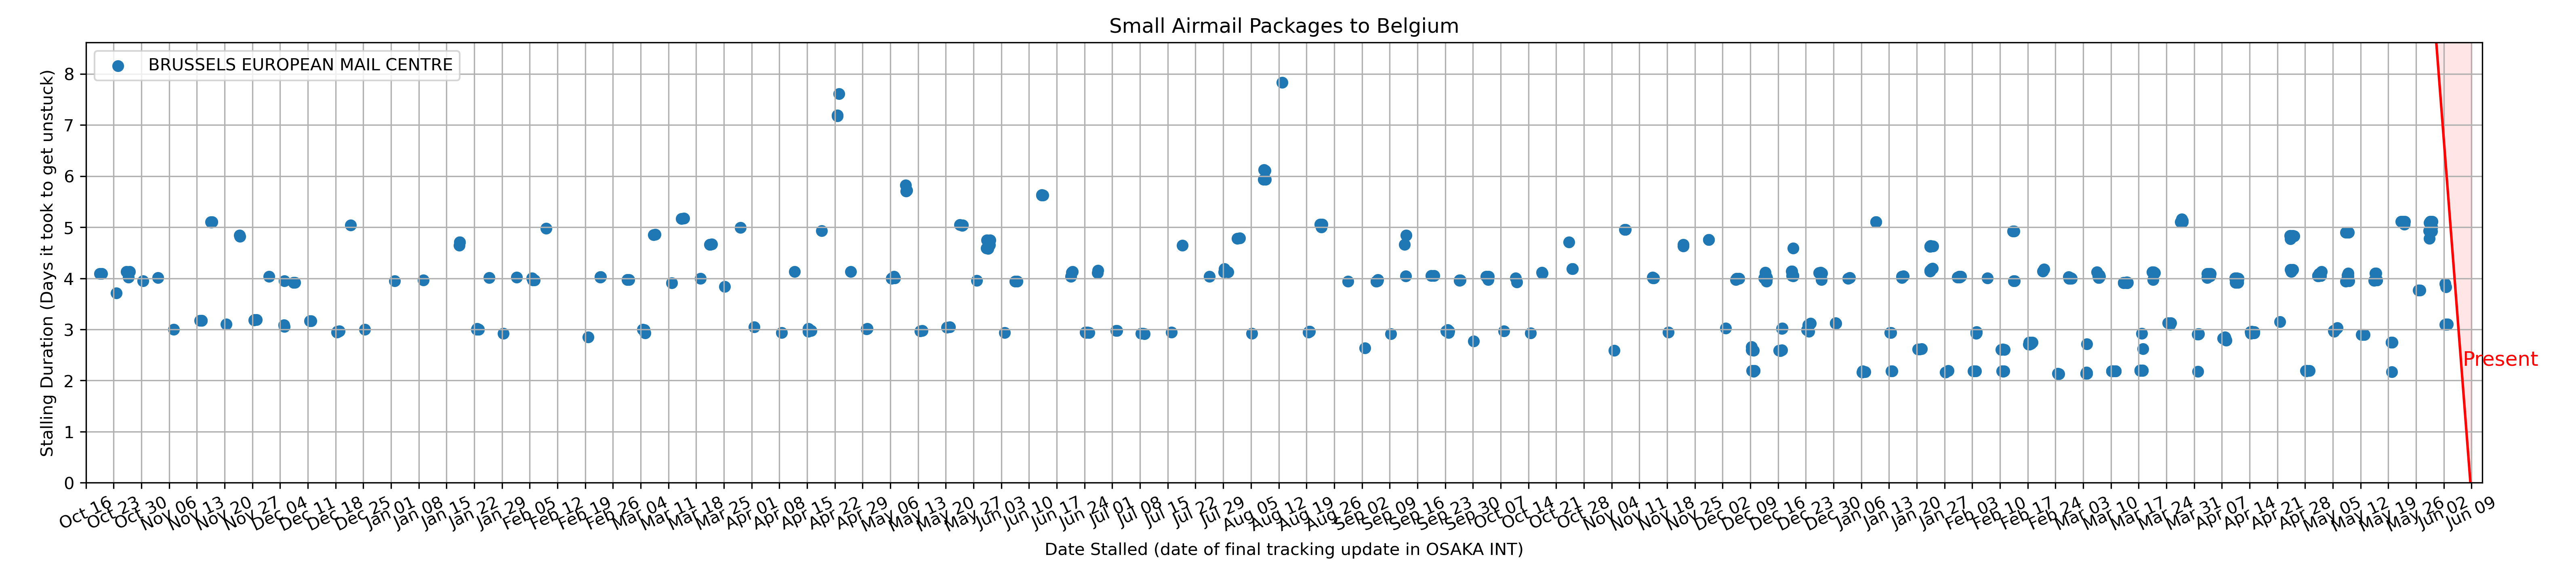 Small Airmail Packages to Belgium
BRUSSELS EUROPEAN MAIL CENTRE
Stalling Duration (Days it took to get unstuck)
8
7
6
5
4
3
2
1
0
Present
Oct 16 Oct 23 Oct 30 Nov 06 Nov 13 Nov 20 Nov 27 Dec 04 Dec 11 Dec 18 Dec 25 Jan 01 Jan 08 Jan 15 Jan 22 Jan 29 Feb 05 Feb 12 Feb 19 Feb 26 Mar 04 Mar 11 Mar 18 Mar 25 Apr 01 Apr 08 Apr 15 Apr 22 Apr 29 May 06 May 13 May 20 May 27 Jun 03 Jun 10 Jun 17 Jun 24 Jul 01 Jul 08 Jul 15 Jul 22 Jul 29 Aug 05 Aug 12 Aug 19 Aug 26 Sep 02 Sep 09 Sep 16 Sep 23 Sep 30 Oct 07 Oct 14 Oct 21 Oct 28 Nov 04 Nov 11 Nov 18 Nov 25 Dec 02 Dec 09 Dec 16 Dec 23 Dec 30 Jan 06 Jan 13 Jan 20 Jan 27 Feb 03 Feb 10 Feb 17 Feb 24 Mar 03 Mar 10 Mar 17 Mar 24 Mar 31 Apr 07 Apr 14 Apr 21 Apr 28 May 05 May 12 May 19 May 26 Jun 02 Jun 09
Date Stalled (date of final tracking update in OSAKA INT)